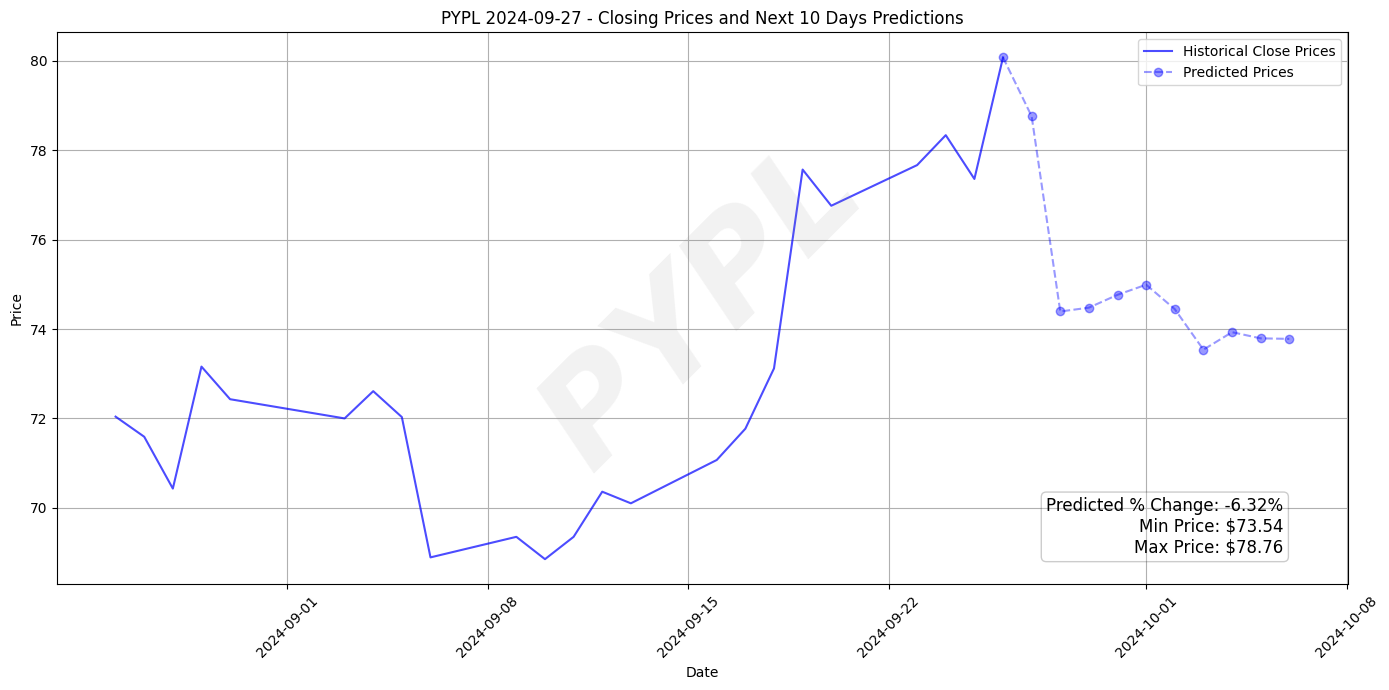 PYPL 2024-09-27 - Closing Prices and Next 10 Days Predictions
Historical Close Prices
Predicted Prices
Price
80
78
76
74
72
70
PYPL
Predicted % Change: -6.32%
Min Price: $73.54
Max Price: $78.76
2024-09-01
2024-09-08
2024-09-15
2024-09-22
2024-10-01
2024-10-08
Date